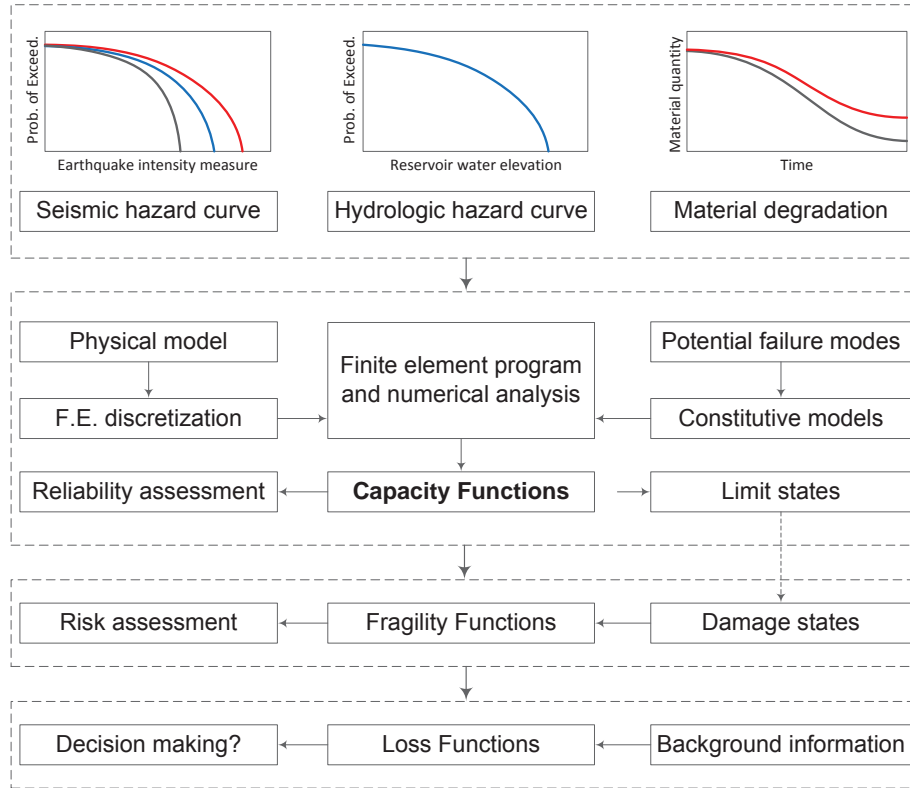 Prob. of Exceed.
Earthquake intensity measure
Seismic hazard curve
Prob. of Exceed.
Reservoir water elevation
Hydrologic hazard curve
Material quantity
Time
Material degradation
Physical model
F.E. discretization
Finite element program
and numerical analysis
Potential failure modes
Constitutive models
Reliability assessment
Capacity Functions
Limit states
Risk assessment
Fragility Functions
Damage states
Decision making?
Loss Functions
Background information